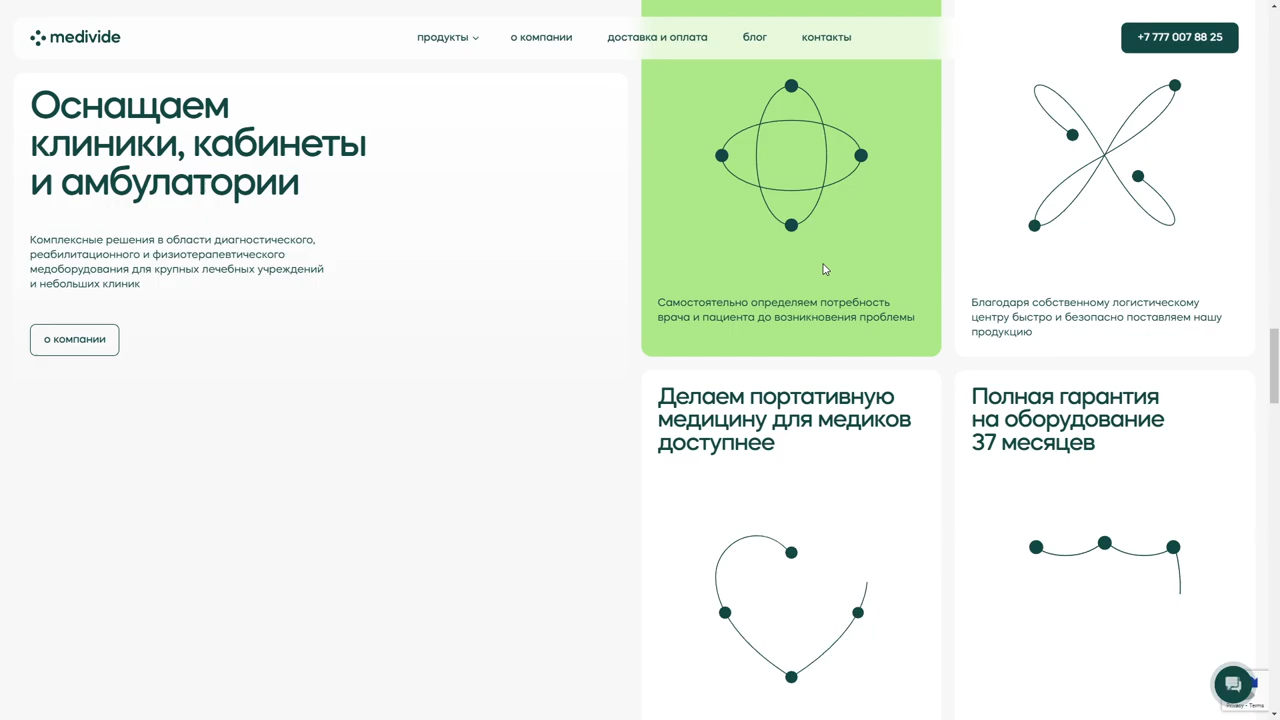 medivide
продукты
о компании
доставка и оплата
блог
контакты
+7 777 007 88 25
Оснащаем
клиники, кабинеты
и амбулатории
Комплексные решения в области диагностического,
реабилитационного и физиотерапевтического
медоборудования для крупных лечебных учреждений
и небольших клиник
о компании
Самостоятельно определяем потребность
врача и пациента до возникновения проблемы
Благодаря собственному логистическому
центру быстро и безопасно поставляем нашу
продукцию
Делаем портативную
медицину для медиков
доступнее
Полная гарантия
на оборудование
37 месяцев
Privacy - Terms